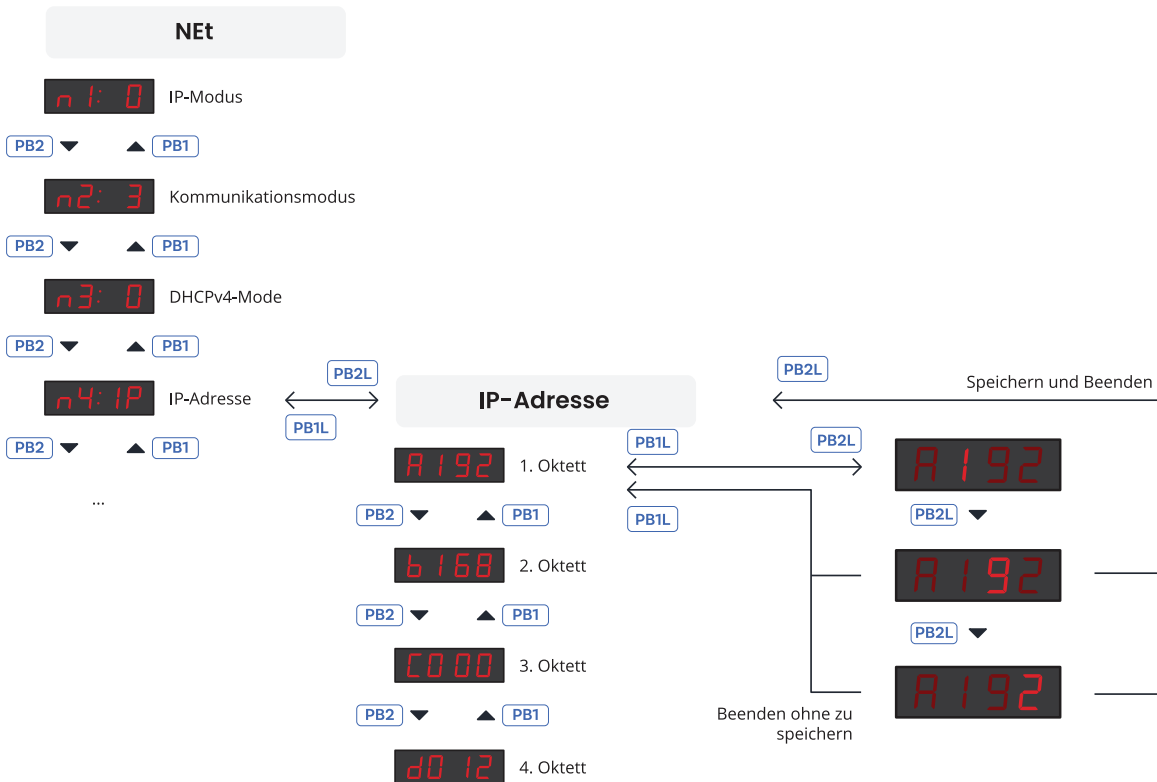 NEt
n1: 0 IP-Modus
PB2 PB1
n2: 3 Kommunikationsmodus
PB2 PB1
n3: 0 DHCPv4-Mode
PB2 PB1
n4:IP IP-Adresse
PB2 PB1
...
PB2L
PB1L
IP-Adresse
A192 1. Oktett
PB2 PB1
b168 2. Oktett
PB2 PB1
C000 3. Oktett
PB2 PB1
d012 4. Oktett
PB2L
Speichern und Beenden
PB1L PB2L
PB1L
A192
PB2L
A192
PB2L
A192
Beenden ohne zu
speichern